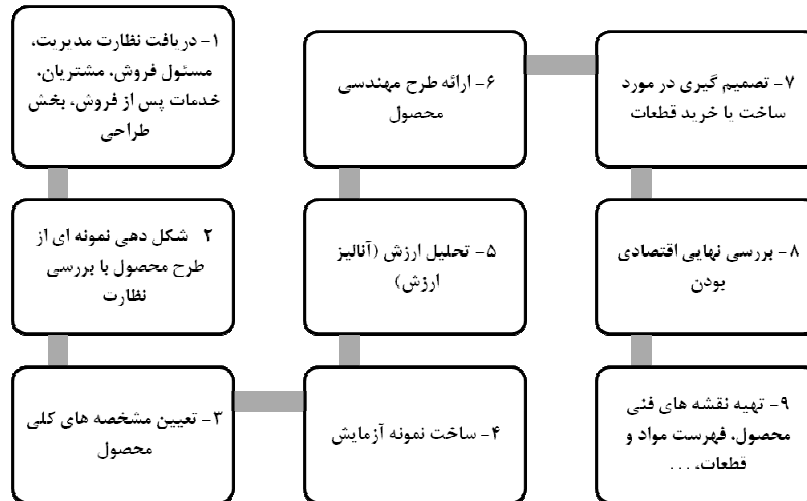 ۱- دریافت نظارت مدیریت،
مسئول فروش، مشتریان،
خدمات پس از فروش، بخش
طراحی
۲ شکل دهی نمونه ای از
طرح محصول با بررسی
نظارت
۳- تعیین مشخصه های کلی
محصول
۴- ساخت نمونه آزمایش
۵- تحلیل ارزش (آنالیز
ارزش)
۶- ارائه طرح مهندسی
محصول
۷- تصمیم گیری در مورد
ساخت یا خرید قطعات
۸- بررسی نهایی اقتصادی
بودن
۹- تهیه نقشه های فنی
محصول، فهرست مواد و
قطعات، ...